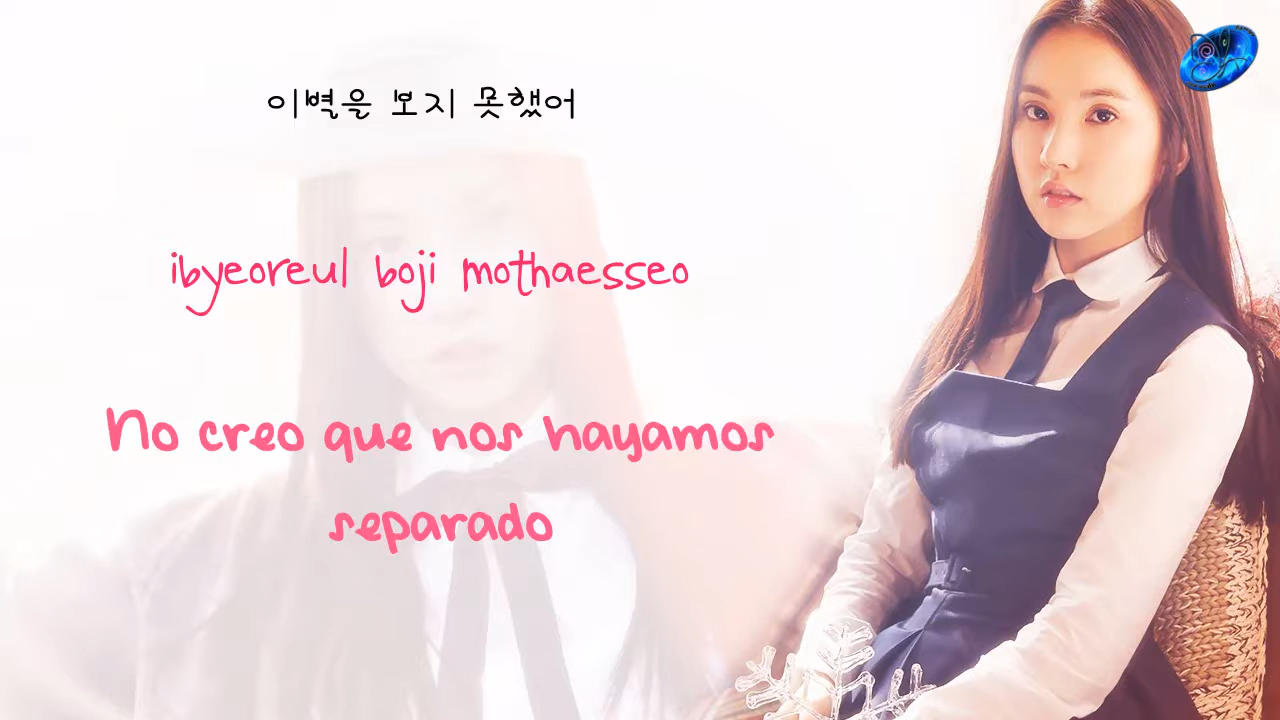 이별을 보지 못했어
ibyeoreul boji mothaesseo
No creo que nos hayamos
separado